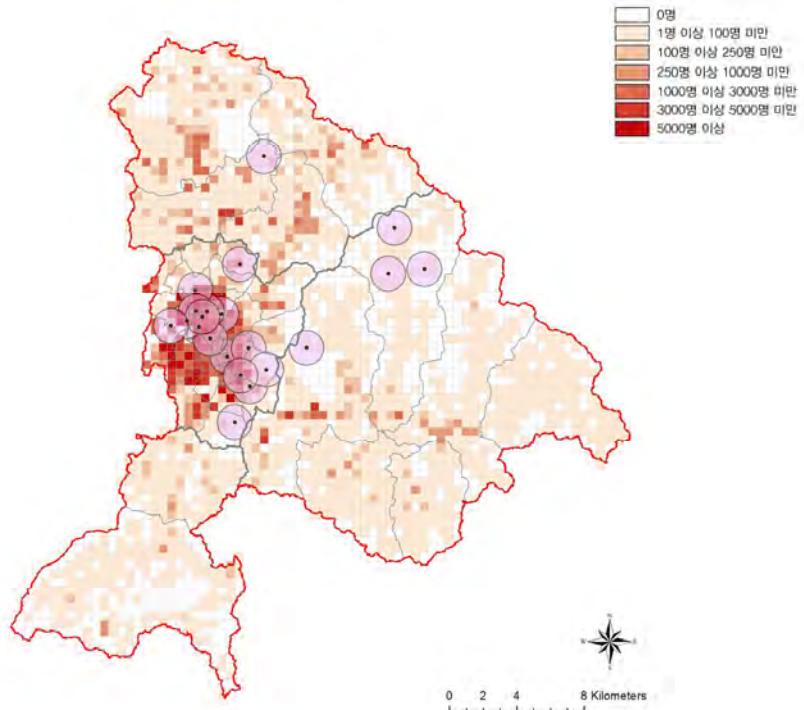 0명
1명 이상 100명 미만
100명 이상 250명 미만
250명 이상 1000명 미만
1000명 이상 3000명 미만
3000명 이상 5000명 미만
5000명 이상
N
W E
S
0 2 4 8 Kilometers